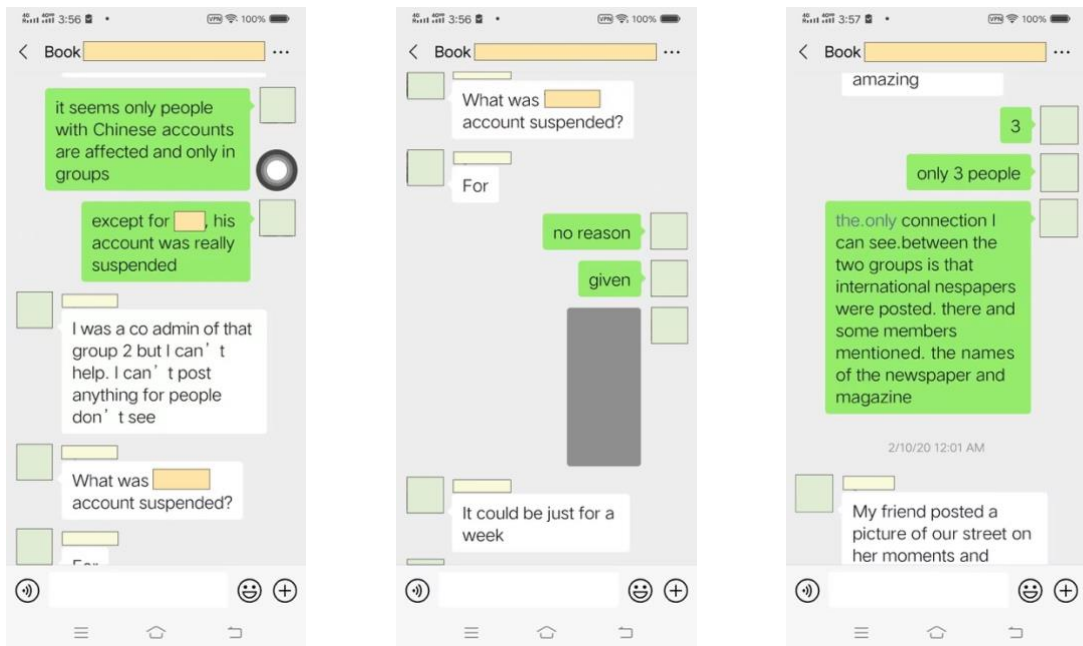 3:56
VPN
100%
Book
it seems only people
with Chinese accounts
are affected and only in
groups
except for , his
account was really
suspended
I was a co admin of that
group 2 but I can't
help. I can't post
anything for people
don't see
What was
account suspended?
For
3:56
VPN
100%
Book
What was
account suspended?
For
no reason
given
It could be just for a
week
3:57
VPN
100%
Book
amazing
3
only 3 people
the.only connection I
can see.between the
two groups is that
international nespapers
were posted. there and
some members
mentioned. the names
of the newspaper and
magazine
2/10/20 12:01 AM
My friend posted a
picture of our street on
her moments and